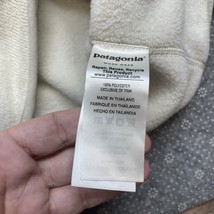 patagonia
Repair, Reuse, Recycle
This Product
www.patagonia.com
100% POLYESTER
EXCLUSIVE OF TRIM
MADE IN THAILAND
FABRIQUÉ EN THAÏLANDE
HECHO EN TAILANDIA